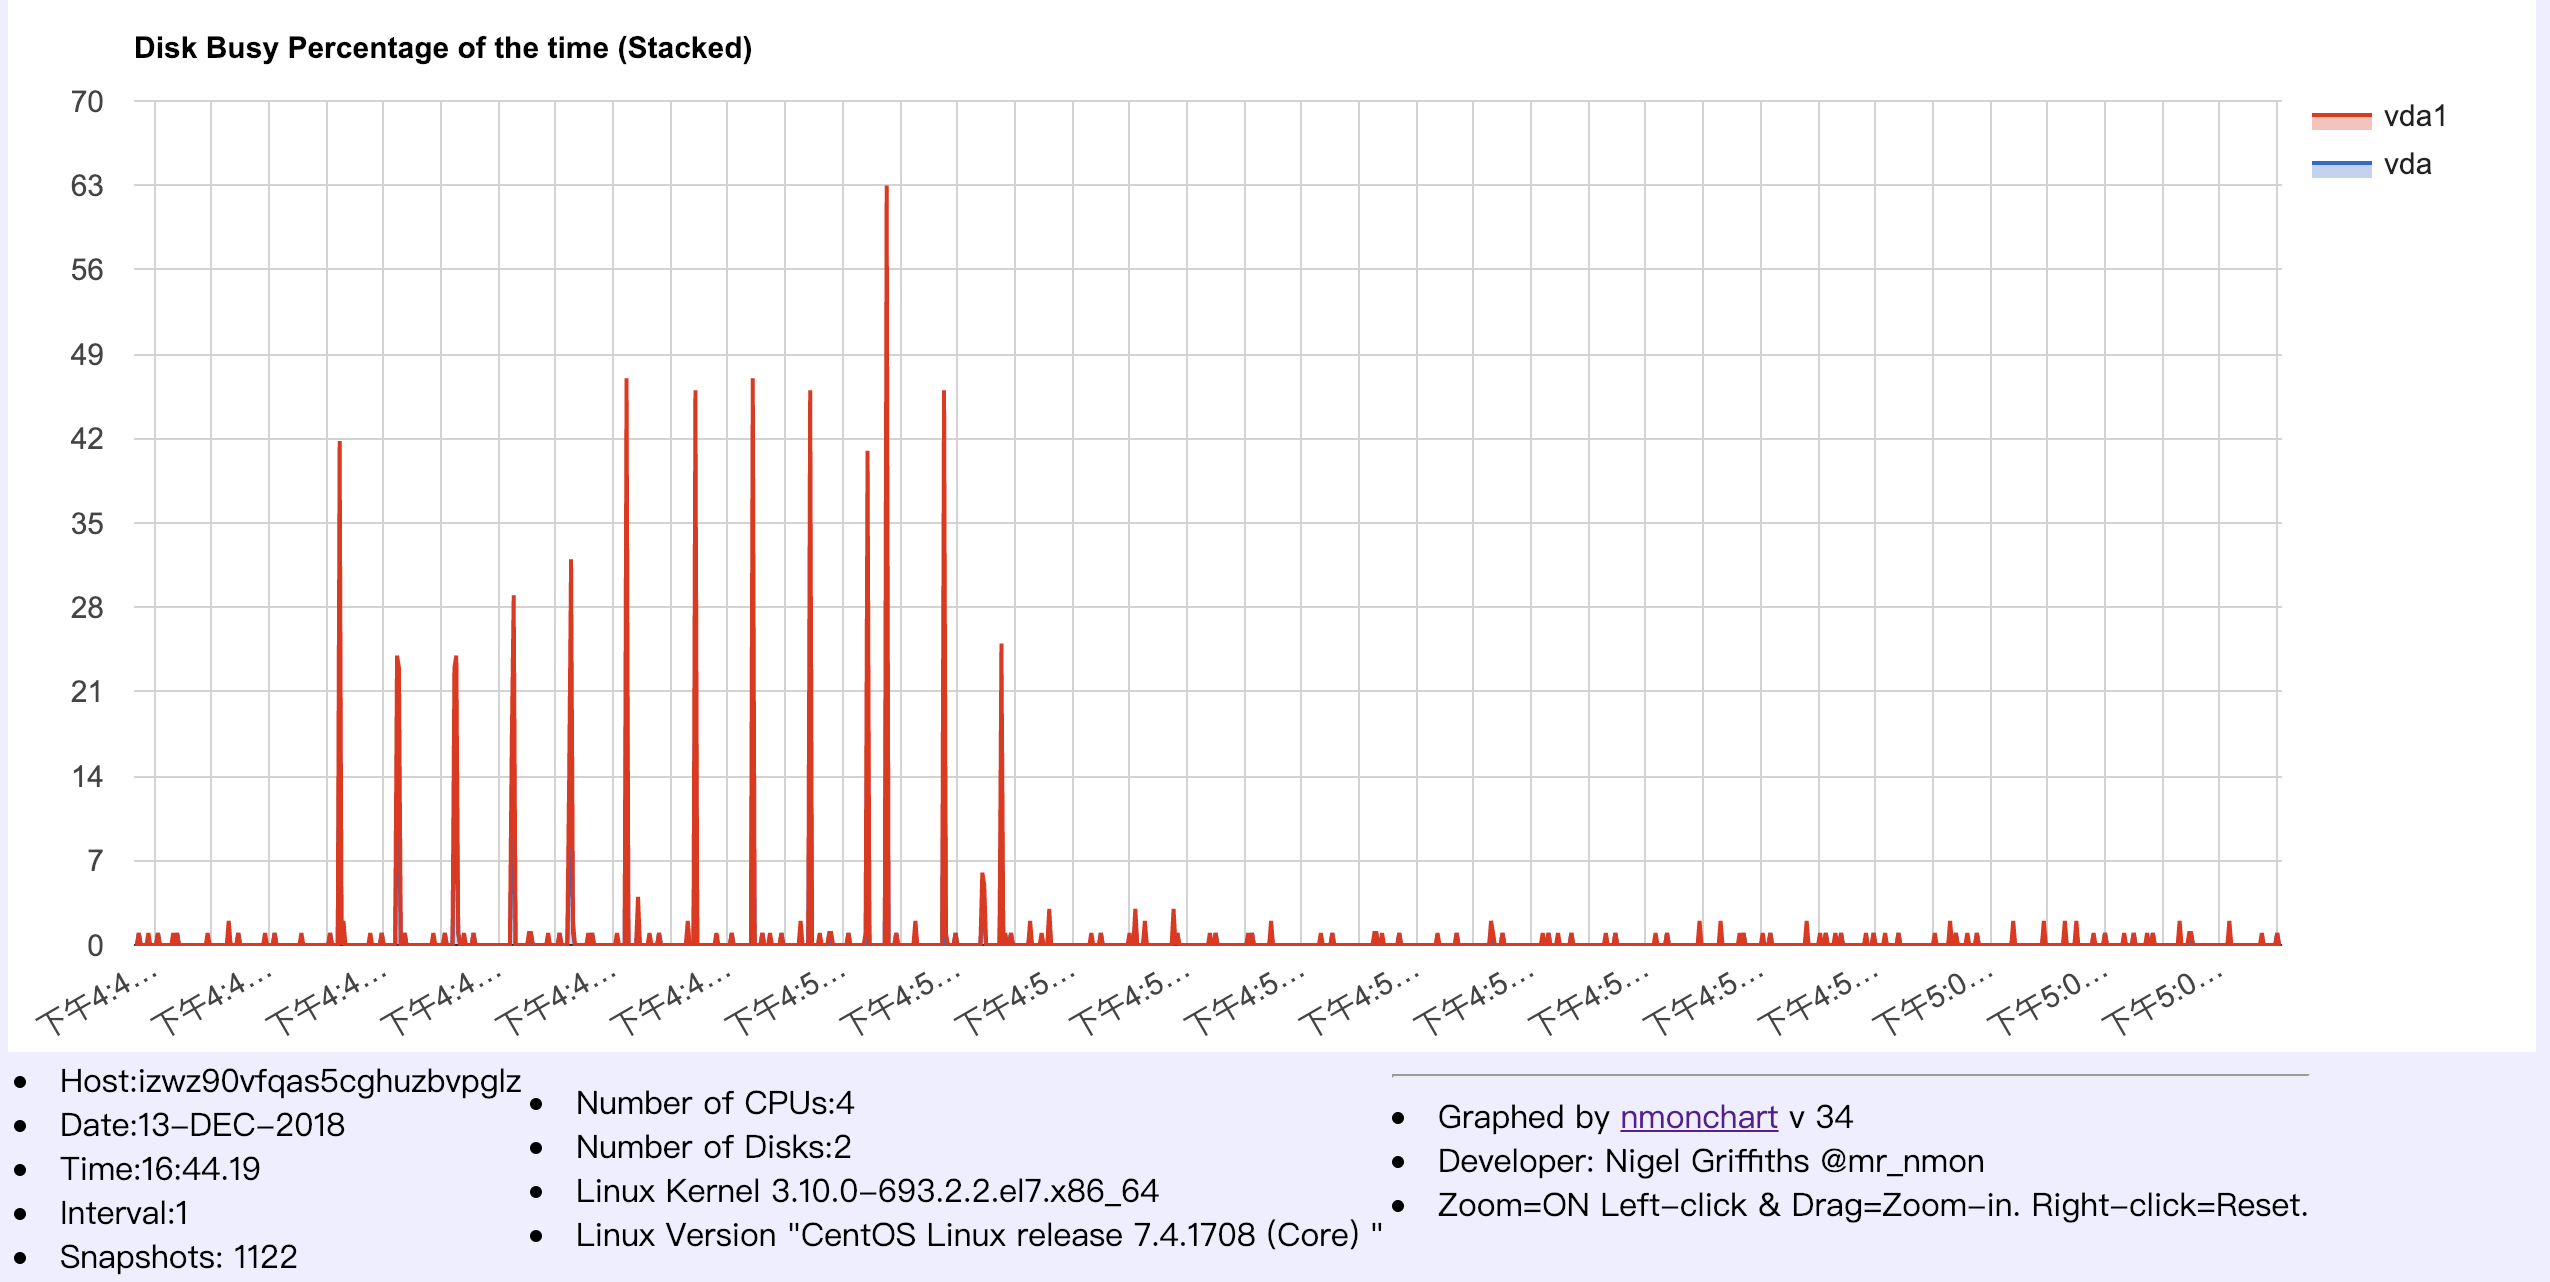 Disk Busy Percentage of the time (Stacked)
70
63
56
49
42
35
28
21
14
7
0
vda1
vda
下午4:4...
下午4:4...
下午4:4...
下午4:4...
下午4:4...
下午4:4...
下午4:5...
下午4:5...
下午4:5...
下午4:5...
下午4:5...
下午4:5...
下午4:5...
下午4:5...
下午4:5...
下午4:5...
下午5:0...
下午5:0...
下午5:0...
Host:izwz90vfqas5cghuzbvpglz
Date:13-DEC-2018
Time:16:44.19
Interval:1
Snapshots: 1122
Number of CPUs:4
Number of Disks:2
Linux Kernel 3.10.0-693.2.2.el7.x86_64
Linux Version "CentOS Linux release 7.4.1708 (Core) "
Graphed by nmonchart v 34
Developer: Nigel Griffiths @mr_nmon
Zoom=ON Left-click & Drag=Zoom-in. Right-click=Reset.